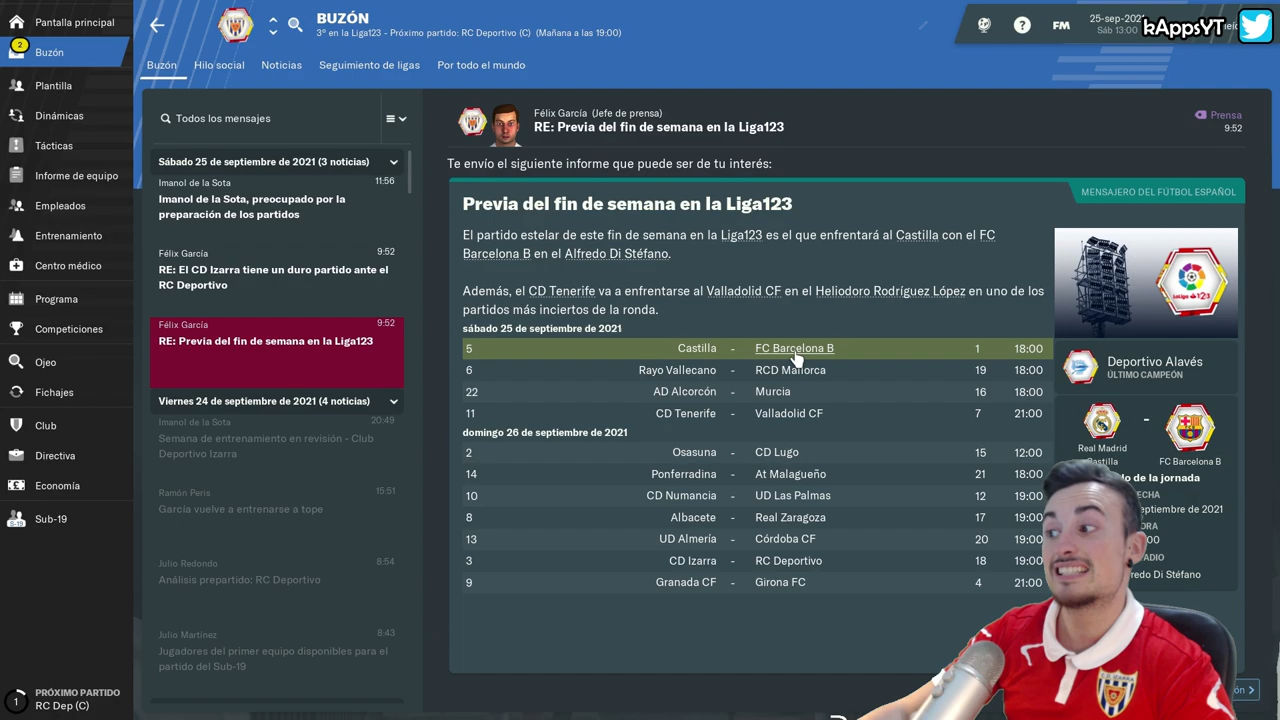 Pantalla principal
2
Buzón
Plantilla
Dinámicas
Tácticas
Informe de equipo
Empleados
Entrenamiento
Centro médico
Programa
Competiciones
Ojeo
Fichajes
Club
Directiva
Economía
S-19
Sub-19
1
PRÓXIMO PARTIDO
RC Dep (C)
BUZÓN
3º en la Liga123 - Próximo partido: RC Deportivo (C) (Mañana a las 19:00)
Buzón
Hilo social
Noticias
Seguimiento de ligas
Por todo el mundo
?
FM
Sáb 13:00
kAppsYT
Todos los mensajes
Sábado 25 de septiembre de 2021 (3 noticias)
Imanol de la Sota 11:56
Imanol de la Sota, preocupado por la
preparación de los partidos
Félix García 9:52
RE: El CD Izarra tiene un duro partido ante el
RC Deportivo
Félix García 9:52
RE: Previa del fin de semana en la Liga123
Viernes 24 de septiembre de 2021 (4 noticias)
Imanol de la Sota 20:49
Semana de entrenamiento en revisión - Club
Deportivo Izarra
Ramón Peris 15:51
García vuelve a entrenarse a tope
Julio Redondo 8:54
Análisis prepartido: RC Deportivo
Julio Martínez 8:43
Jugadores del primer equipo disponibles para el
partido del Sub-19
Félix García (Jefe de prensa)
RE: Previa del fin de semana en la Liga123
Prensa
9:52
Te envío el siguiente informe que puede ser de tu interés:
MENSAJERO DEL FÚTBOL ESPAÑOL
Previa del fin de semana en la Liga123
El partido estelar de este fin de semana en la Liga123 es el que enfrentará al Castilla con el FC
Barcelona B en el Alfredo Di Stéfano.
Además, el CD Tenerife va a enfrentarse al Valladolid CF en el Heliodoro Rodríguez López en uno de los
partidos más inciertos de la ronda.
sábado 25 de septiembre de 2021
5 Castilla - FC Barcelona B 1 18:00
6 Rayo Vallecano - RCD Mallorca 19 18:00
22 AD Alcorcón - Murcia 16 18:00
11 CD Tenerife - Valladolid CF 7 21:00
domingo 26 de septiembre de 2021
2 Osasuna - CD Lugo 15 12:00
14 Ponferradina - At Malagueño 21 18:00
10 CD Numancia - UD Las Palmas 12 19:00
8 Albacete - Real Zaragoza 17 19:00
13 UD Almería - Córdoba CF 20 19:00
3 CD Izarra - RC Deportivo 18 19:00
9 Granada CF - Girona FC 4 21:00
Deportivo Alavés
ÚLTIMO CAMPEÓN
-
Real Madrid
Castilla
FC Barcelona B
de la jornada
septiembre de 2021
Di Stéfano